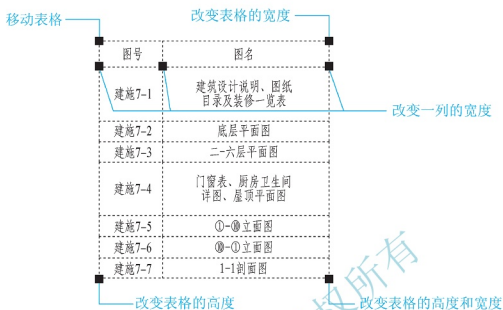 移动表格
改变表格的宽度
图号 图名
建施7-1 建筑设计说明、图纸
目录及装修一览表
改变一列的宽度
建施7-2 底层平面图
建施7-3 二-六层平面图
建施7-4 门窗表、厨房卫生间
详图、屋顶平面图
建施7-5 ①-⑩立面图
建施7-6 ⑩-①立面图
建施7-7 1-1剖面图
改变表格的高度
改变表格的高度和宽度
所有